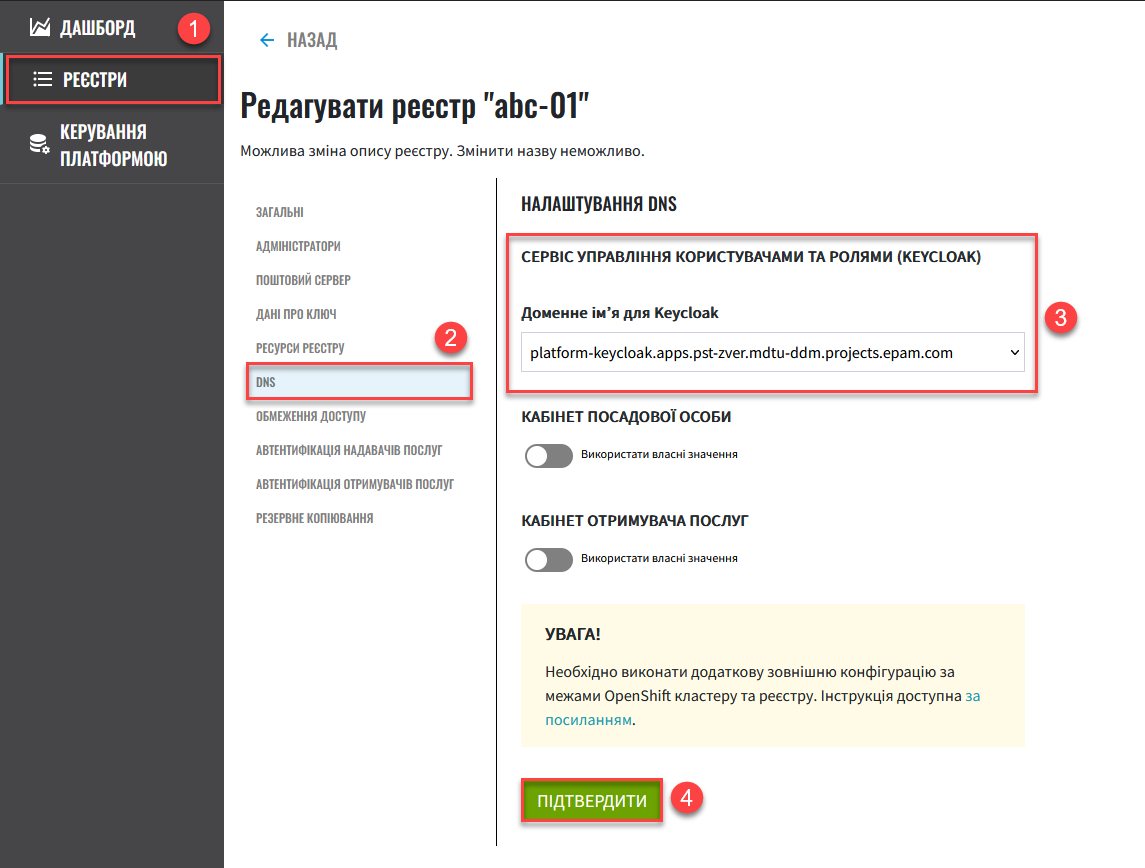 ДАШБОРД
1
РЕЄСТРИ
КЕРУВАННЯ
ПЛАТФОРМОЮ
НАЗАД
Редагувати реєстр "abc-01"
Можлива зміна опису реєстру. Змінити назву неможливо.
ЗАГАЛЬНІ
АДМІНІСТРАТОРИ
ПОШТОВИЙ СЕРВЕР
ДАНІ ПРО КЛЮЧ
РЕСУРСИ РЕЄСТРУ
2
DNS
ОБМЕЖЕННЯ ДОСТУПУ
АВТЕНТИФІКАЦІЯ НАДАВАЧІВ ПОСЛУГ
АВТЕНТИФІКАЦІЯ ОТРИМУВАЧІВ ПОСЛУГ
РЕЗЕРВНЕ КОПІЮВАННЯ
НАЛАШТУВАННЯ DNS
СЕРВІС УПРАВЛІННЯ КОРИСТУВАЧАМИ ТА РОЛЯМИ (KEYCLOAK)
Доменне ім’я для Keycloak
3
platform-keycloak.apps.pst-zver.mdtu-ddm.projects.epam.com
КАБІНЕТ ПОСАДОВОЇ ОСОБИ
Використати власні значення
КАБІНЕТ ОТРИМУВАЧА ПОСЛУГ
Використати власні значення
УВАГА!
Необхідно виконати додаткову зовнішню конфігурацію за
межами OpenShift кластеру та реєстру. Інструкція доступна за
посиланням.
ПІДТВЕРДИТИ
4